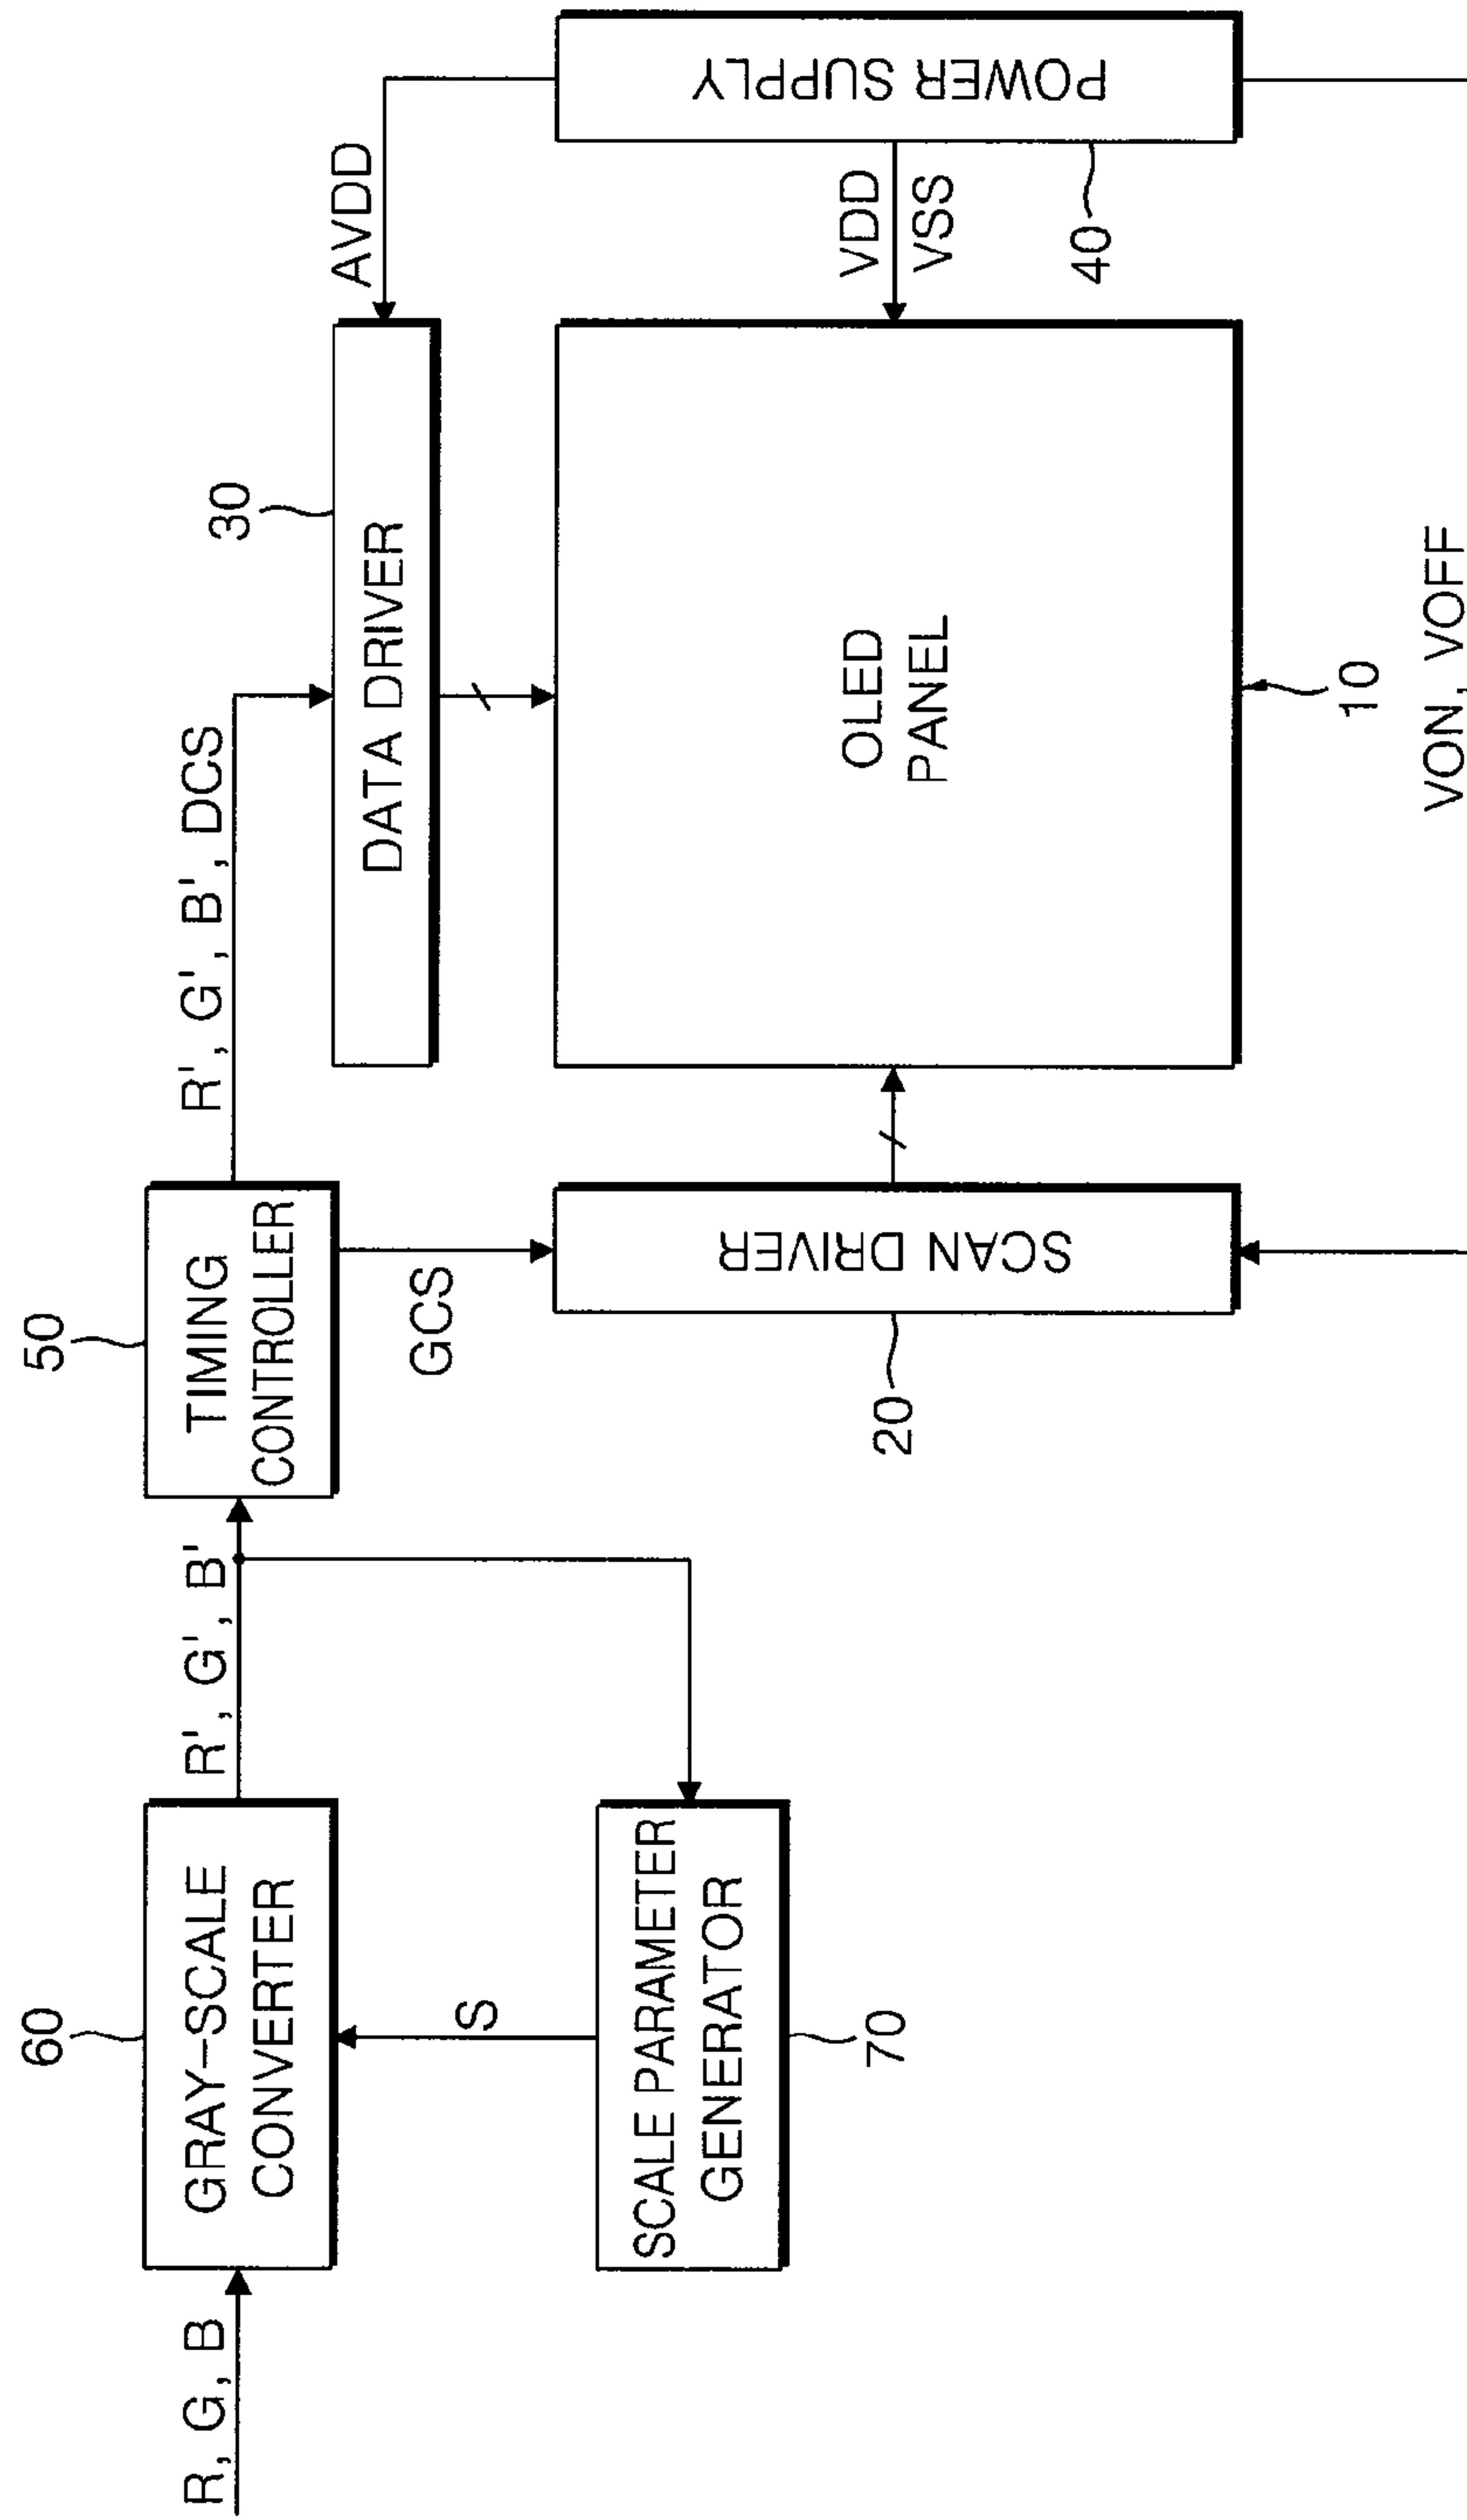 R, G, B
60
GRAY-SCALE
CONVERTER
R', G', B'
S
SCALE PARAMETER
GENERATOR
70
50
TIMING
CONTROLLER
GCS
R', G', B', DCS
30
DATA DRIVER
AVDD
SCAN DRIVER
20
OLED
PANEL
10
VDD
VSS
POWER SUPPLY
40
VON, VOFF